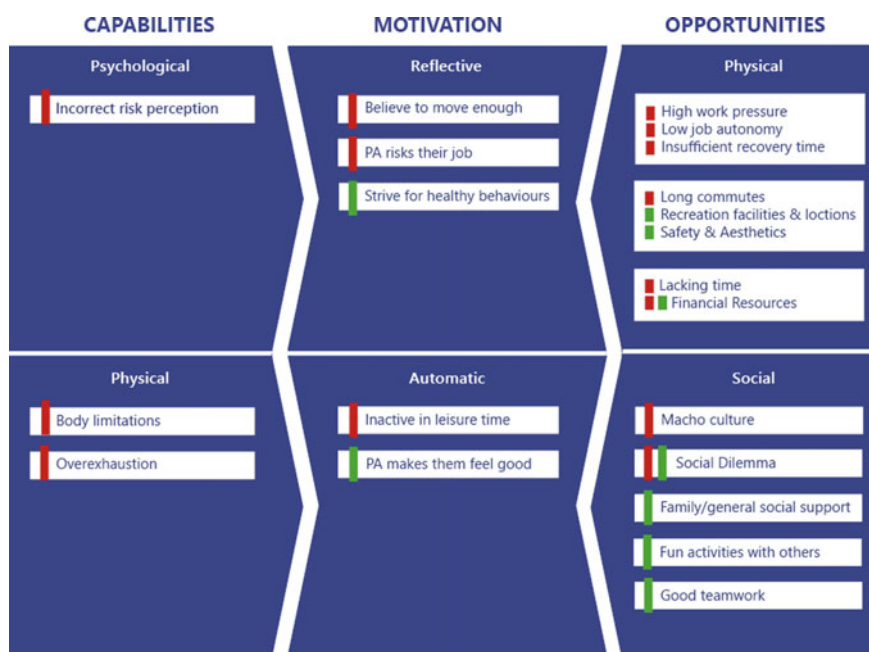 CAPABILITIES
MOTIVATION
OPPORTUNITIES
Psychological
Incorrect risk perception
Reflective
Believe to move enough
PA risks their job
Strive for healthy behaviours
Physical
High work pressure
Low job autonomy
Insufficient recovery time
Long commutes
Recreation facilities & loctions
Safety & Aesthetics
Lacking time
Financial Resources
Physical
Body limitations
Overexhaustion
Automatic
Inactive in leisure time
PA makes them feel good
Social
Macho culture
Social Dilemma
Family/general social support
Fun activities with others
Good teamwork